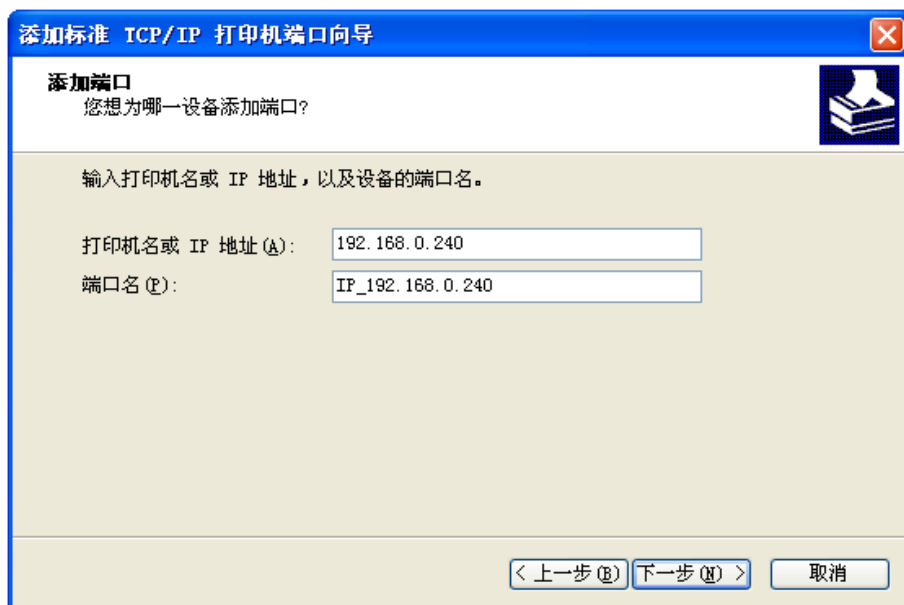 添加标准 TCP/IP 打印机端口向导
添加端口
您想为哪一设备添加端口?
输入打印机名或 IP 地址,以及设备的端口名。
打印机名或 IP 地址(A): 192.168.0.240
端口名(P): IP_192.168.0.240
< 上一步(B) 下一步(N) > 取消